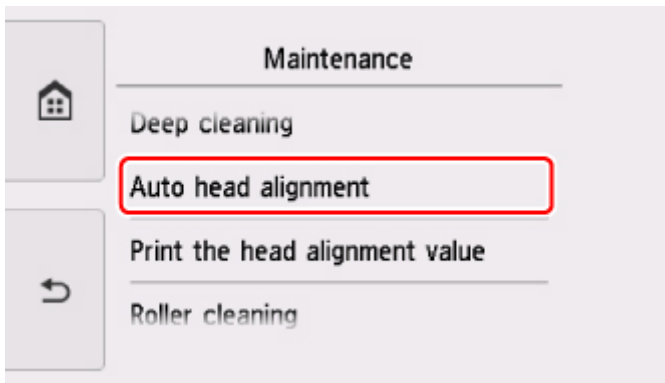 Maintenance
Deep cleaning
Auto head alignment
Print the head alignment value
Roller cleaning